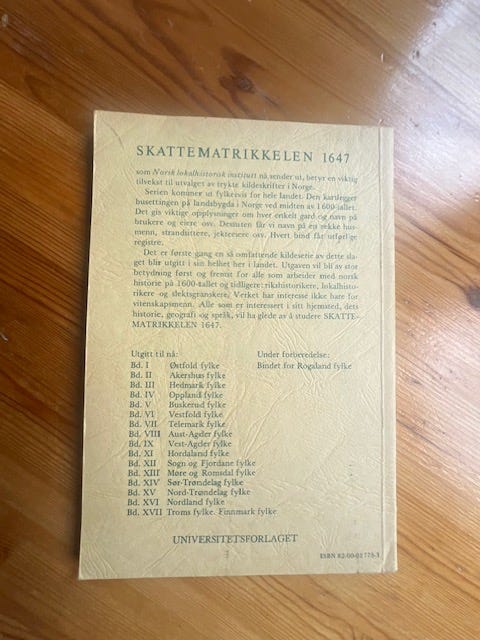 SKATTEMATRIKKELEN 1647
som Norsk lokalhistorisk institutt nå sender ut, betyr en viktig
tilvekst til utvalget av trykte kildeskrifter i Norge.
Serien kommer ut fylkesvis for hele landet. Den kartlegger
busettingen på landsbygda i Norge ved midten av 1600-tallet.
Det gis viktige opplysninger om hver enkelt gard og navn på
brukere og eiere osv. Dessuten får vi navn på en rekke hus-
menn, strandsittere, jekteeiere osv. Hvert bind får utførlige
registre.
Det er første gang en så omfattende kildeserie av dette sla-
get blir utgitt i sin helhet her i landet. Utgaven vil bli av stor
betydning først og fremst for alle som arbeider med norsk
historie på 1600-tallet og tidligere: rikshistorikere, lokalhisto-
rikere og slektsgranskere. Verket har interesse ikke bare for
vitenskapsmenn. Alle som er interessert i sitt hjemsted, dets
historie, geografi og språk, vil ha glede av å studere SKATTE-
MATRIKKELEN 1647.
Utgitt til nå:
Bd. I Østfold fylke
Bd. II Akershus fylke
Bd. III Hedmark fylke
Bd. IV Oppland fylke
Bd. V Buskerud fylke
Bd. VI Vestfold fylke
Bd. VII Telemark fylke
Bd. VIII Aust-Agder fylke
Bd. IX Vest-Agder fylke
Bd. XI Hordaland fylke
Bd. XII Sogn og Fjordane fylke
Bd. XIII Møre og Romsdal fylke
Bd. XIV Sør-Trøndelag fylke
Bd. XV Nord-Trøndelag fylke
Bd. XVI Nordland fylke
Bd. XVII Troms fylke. Finnmark fylke
Under forberedelse:
Bindet for Rogaland fylke
UNIVERSITETSFORLAGET